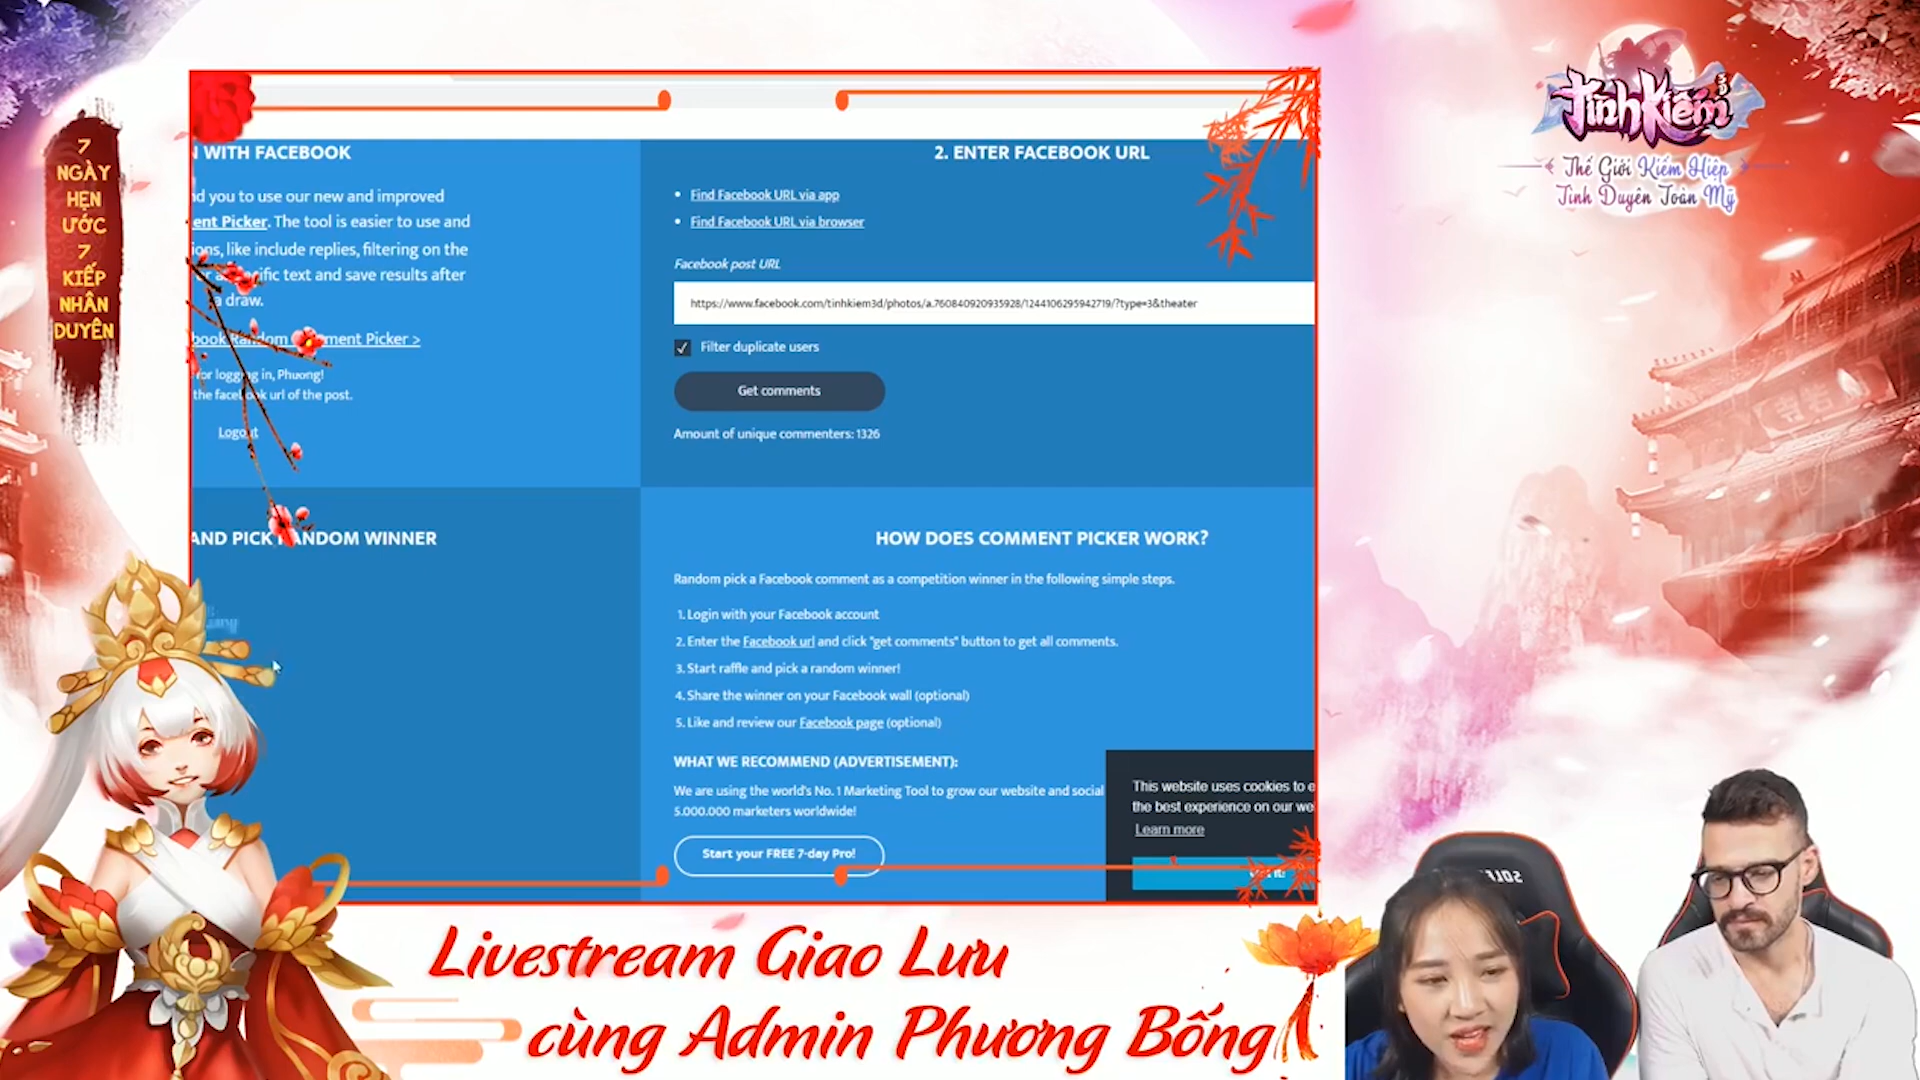 7
NGÀY
HẸN
ƯỚC
7
KIẾP
NHÂN
DUYÊN
Tình Kiếm 3D
Thế Giới Kiếm Hiệp
Tình Duyên Toàn Mỹ
WITH FACEBOOK
you to use our new and improved
Picker. The tool is easier to use and
like include replies, filtering on the
text and save results after
a draw.
Random Picker >
for logging in, Phuong!
the facebook url of the post.
Logout
2. ENTER FACEBOOK URL
• Find Facebook URL via app
• Find Facebook URL via browser
Facebook post URL
https://www.facebook.com/tinhkiem3d/photos/a.760840920935928/1244106295942719/?type=3&theater
Filter duplicate users
Get comments
Amount of unique commenters: 1326
AND PICK RANDOM WINNER
HOW DOES COMMENT PICKER WORK?
Random pick a Facebook comment as a competition winner in the following simple steps.
1. Login with your Facebook account
2. Enter the Facebook url and click "get comments" button to get all comments.
3. Start raffle and pick a random winner!
4. Share the winner on your Facebook wall (optional)
5. Like and review our Facebook page (optional)
WHAT WE RECOMMEND (ADVERTISEMENT):
We are using the world's No. 1 Marketing Tool to grow our website and social
5.000.000 marketers worldwide!
Start your FREE 7-day Pro!
This website uses cookies to
the best experience on our
Learn more
Livestream Giao Lưu
cùng Admin Phương Bống